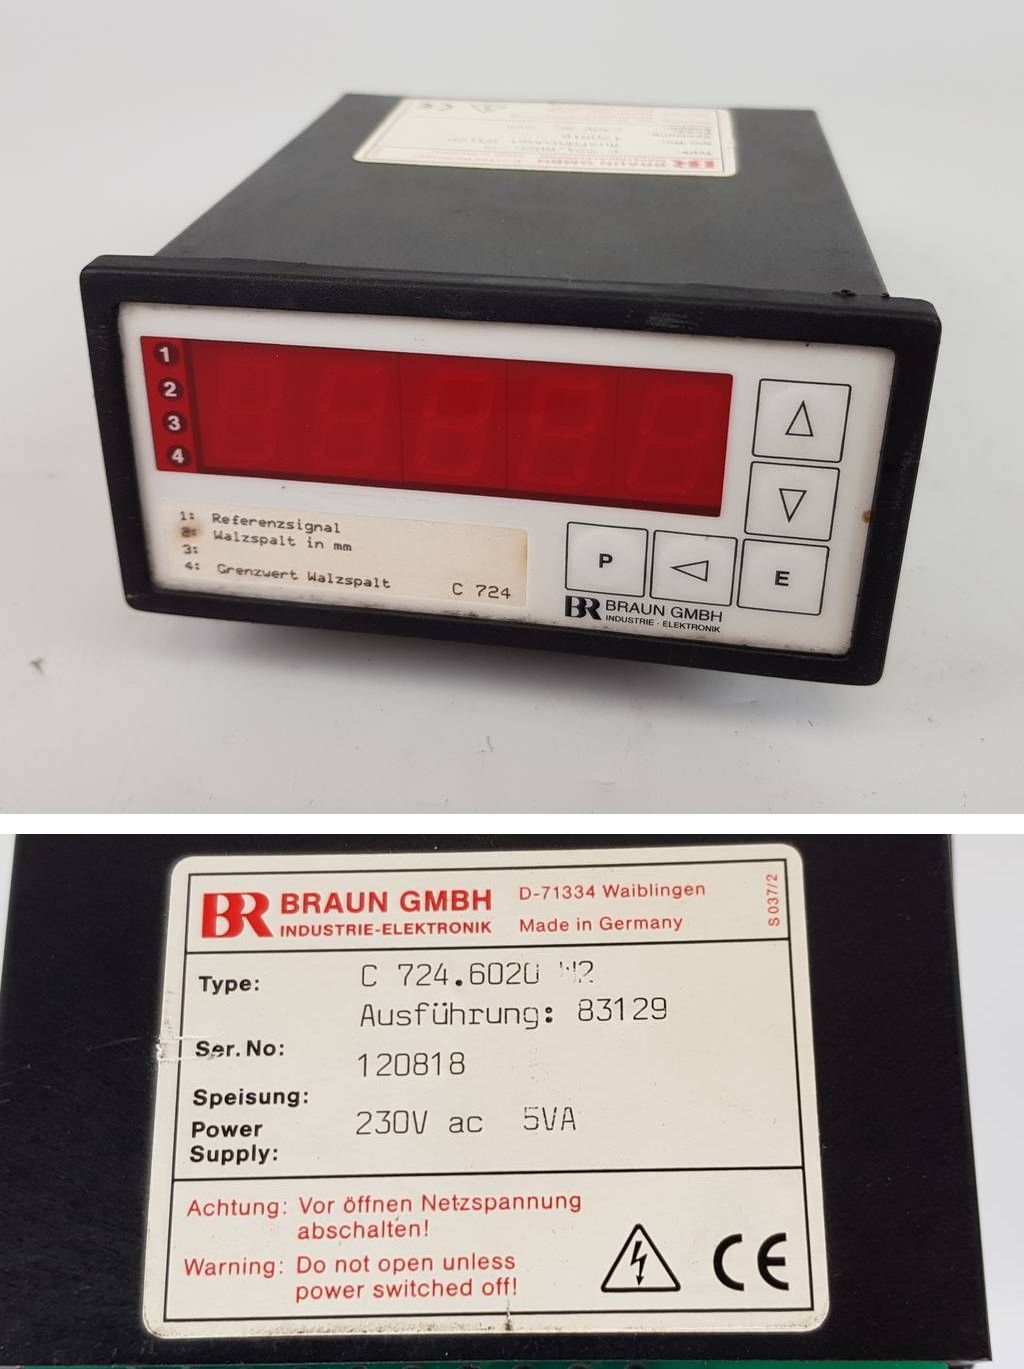 1
2
3
4
1: Referenzsignal
2: Walzspalt in mm
3:
4: Grenzwert Walzspalt C 724
P
E
BR BRAUN GMBH
INDUSTRIE - ELEKTRONIK
BR BRAUN GMBH
INDUSTRIE-ELEKTRONIK
D-71334 Waiblingen
Made in Germany
S 037/2
Type: C 724.6020
Ausführung: 83129
Ser.No: 120818
Speisung:
Power Supply: 230V ac 5VA
Achtung: Vor öffnen Netzspannung
abschalten!
Warning: Do not open unless
power switched off!
CE